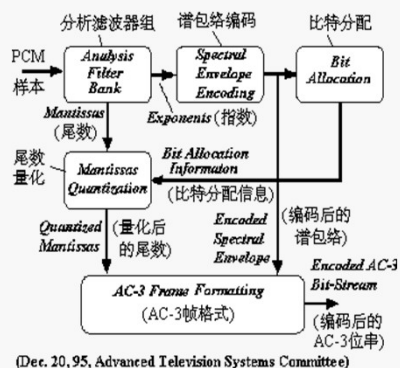 分析滤波器组
谱包络编码
比特分配
PCM
样本
Analysis
Filter
Bank
Spectral
Envelope
Encoding
Bit
Allocation
Mantissas
(尾数)
Exponents (指数)
尾数
量化
Mantissas
Quantization
Bit Allocation
Informaton
(比特分配信息)
Quantized
Mantissas
(量化后
的尾数)
Encoded
Spectral
Envelope
(编码后的
谱包络)
AC-3 Frame Formatting
(AC-3帧格式)
Encoded AC-3
Bit-Stream
(编码后的
AC-3位串)
(Dec. 20, 95, Advanced Television Systems Committee)